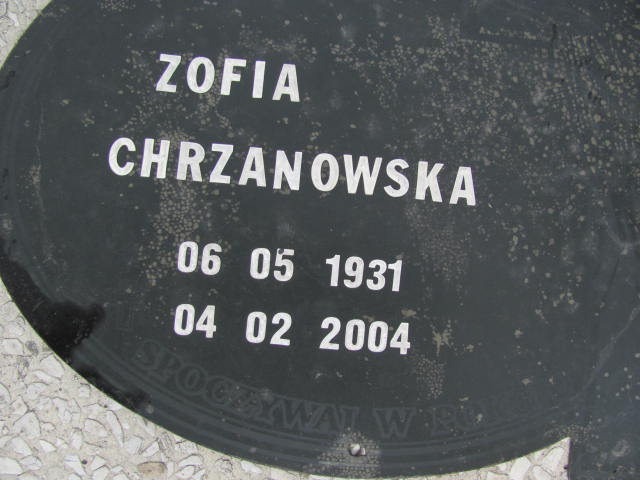 ZOFIA
CHRZANOWSKA
06 05 1931
04 02 2004
SPOCZYWAJ W